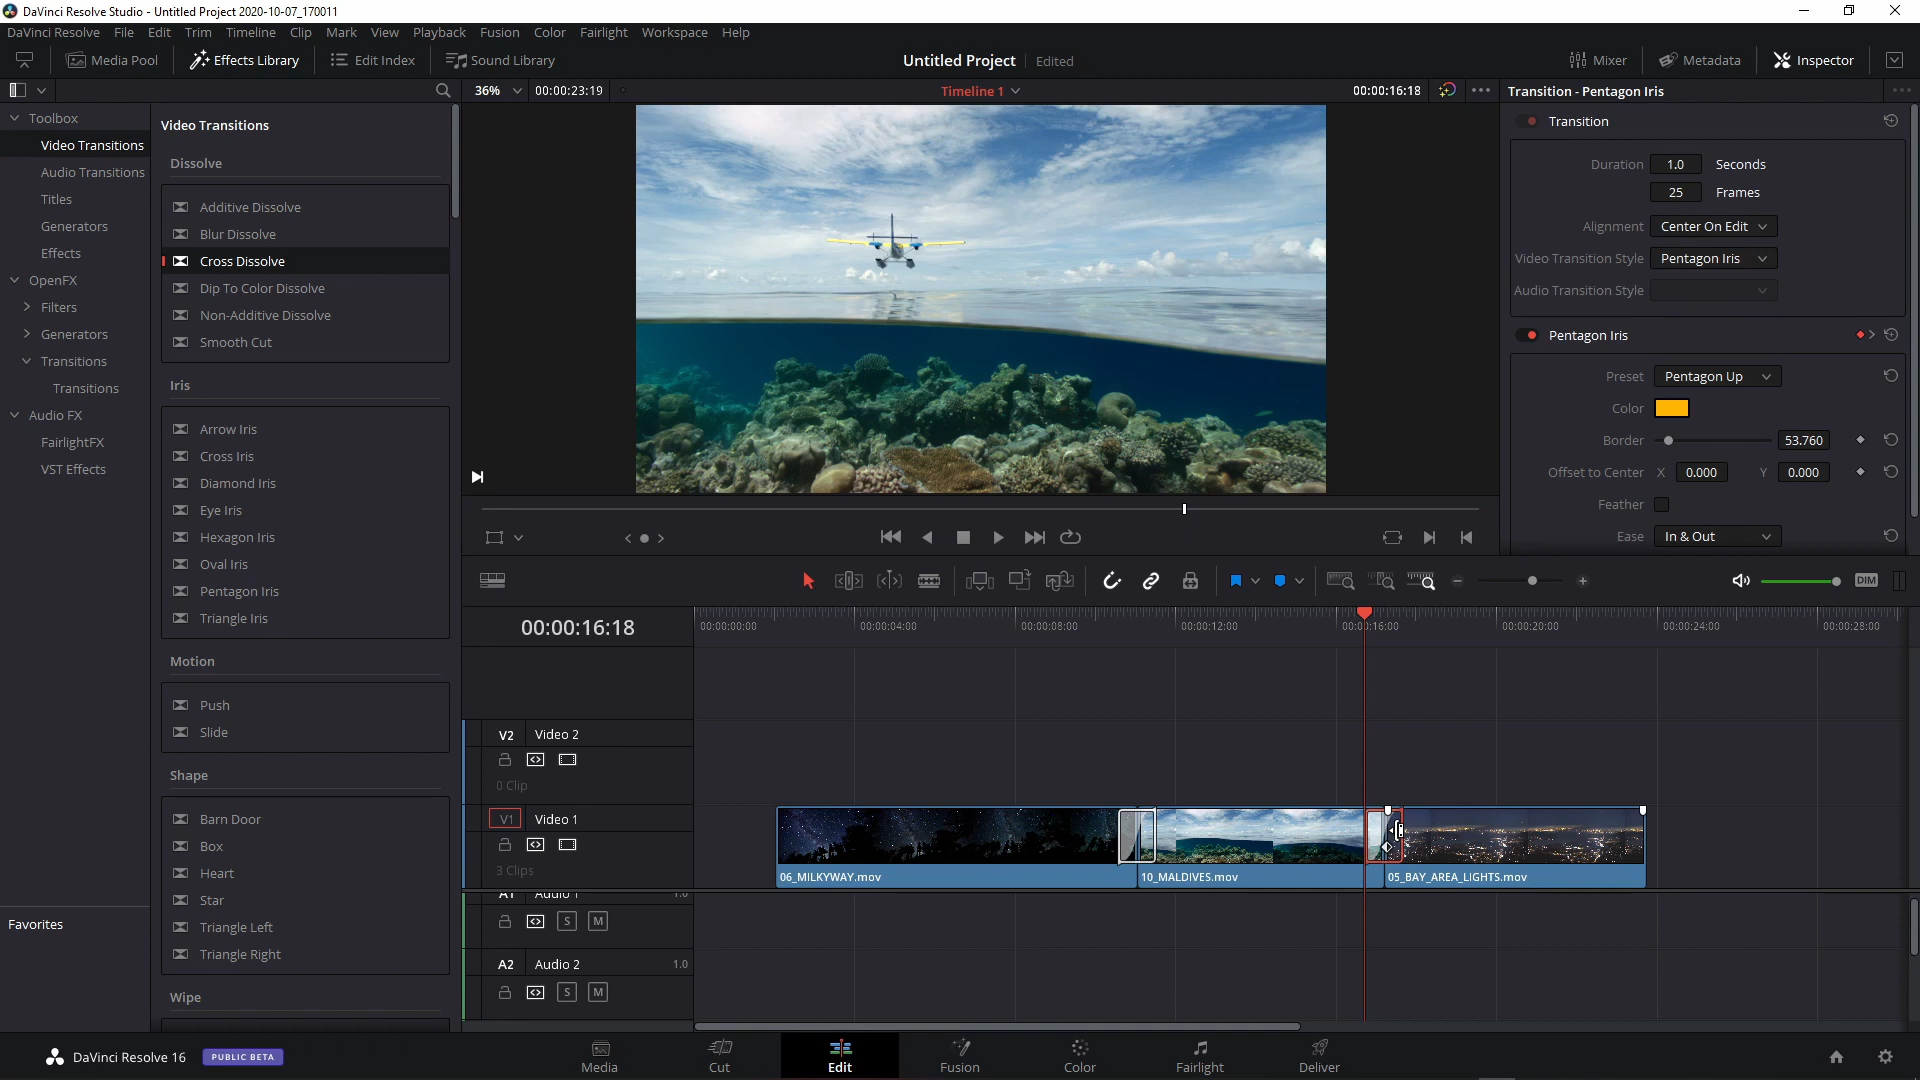 DaVinci Resolve Studio - Untitled Project 2020-10-07_170011
DaVinci Resolve File Edit Trim Timeline Clip Mark View Playback Fusion Color Fairlight Workspace Help
Media Pool Effects Library Edit Index Sound Library Untitled Project Edited Mixer Metadata Inspector
36% 00:00:23:19 Timeline 1 00:00:16:18 Transition - Pentagon Iris
Toolbox
Video Transitions
Audio Transitions
Titles
Generators
Effects
OpenFX
Filters
Generators
Transitions
Transitions
Audio FX
FairlightFX
VST Effects
Favorites
Video Transitions
Dissolve
Additive Dissolve
Blur Dissolve
Cross Dissolve
Dip To Color Dissolve
Non-Additive Dissolve
Smooth Cut
Iris
Arrow Iris
Cross Iris
Diamond Iris
Eye Iris
Hexagon Iris
Oval Iris
Pentagon Iris
Triangle Iris
Motion
Push
Slide
Shape
Barn Door
Box
Heart
Star
Triangle Left
Triangle Right
Wipe
Transition
Duration 1.0 Seconds
25 Frames
Alignment Center On Edit
Video Transition Style Pentagon Iris
Audio Transition Style
Pentagon Iris
Preset Pentagon Up
Color
Border 53.760
Offset to Center X 0.000 Y 0.000
Feather
Ease In & Out
DIM
00:00:16:18 00:00:00:00 00:00:04:00 00:00:08:00 00:00:12:00 00:00:16:00 00:00:20:00 00:00:24:00 00:00:28:00
V2 Video 2
0 Clip
V1 Video 1
3 Clips
06_MILKYWAY.mov 10_MALDIVES.mov 05_BAY_AREA_LIGHTS.mov
A1 Audio 1 1.0
S M
A2 Audio 2 1.0
S M
DaVinci Resolve 16 PUBLIC BETA Media Cut Edit Fusion Color Fairlight Deliver